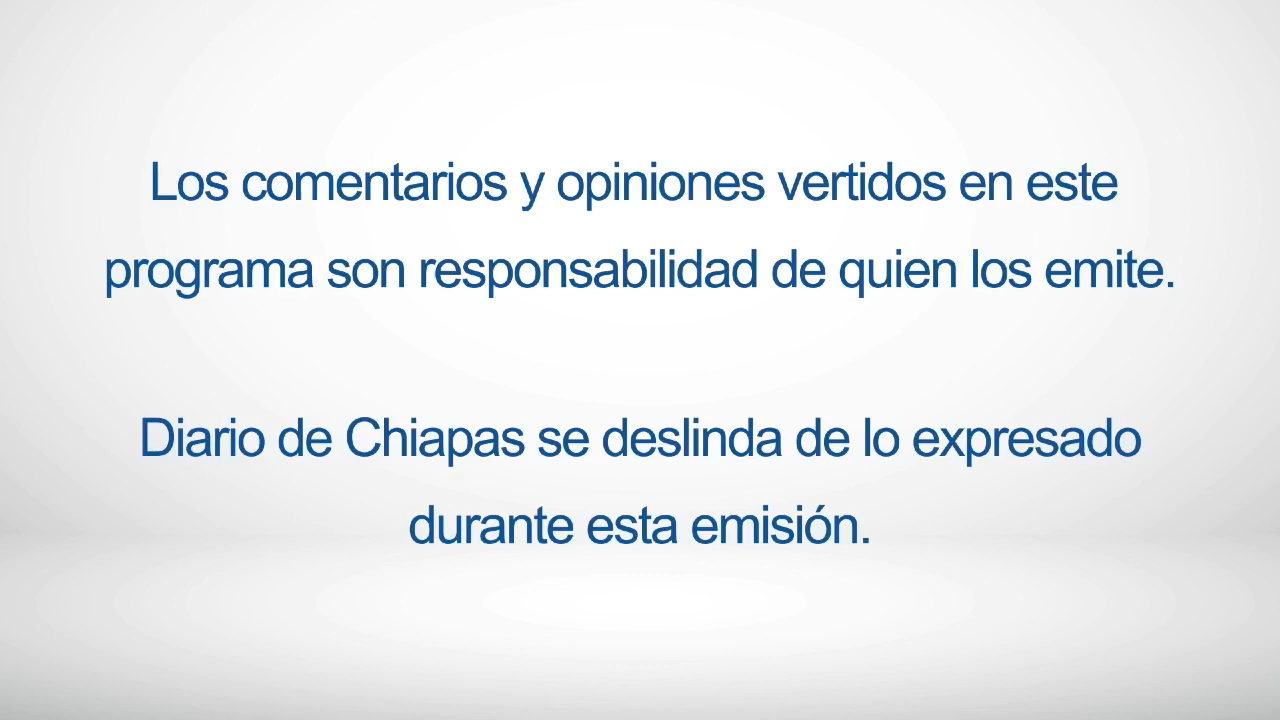 Los comentarios y opiniones vertidos en este
programa son responsabilidad de quien los emite.
Diario de Chiapas se deslinda de lo expresado
durante esta emisión.